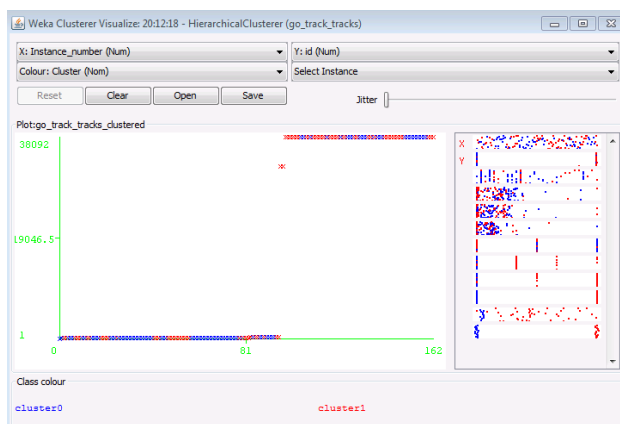 Weka Clusterer Visualize: 20:12:18 - HierarchicalClusterer (go_track_tracks)
X: Instance_number (Num) Y: id (Num)
Colour: Cluster (Nom) Select Instance
Reset Clear Open Save Jitter
Plot:go_track_tracks_clustered
38092
19046.5
1
0 81 162
X
Y
Class colour
cluster0 cluster1